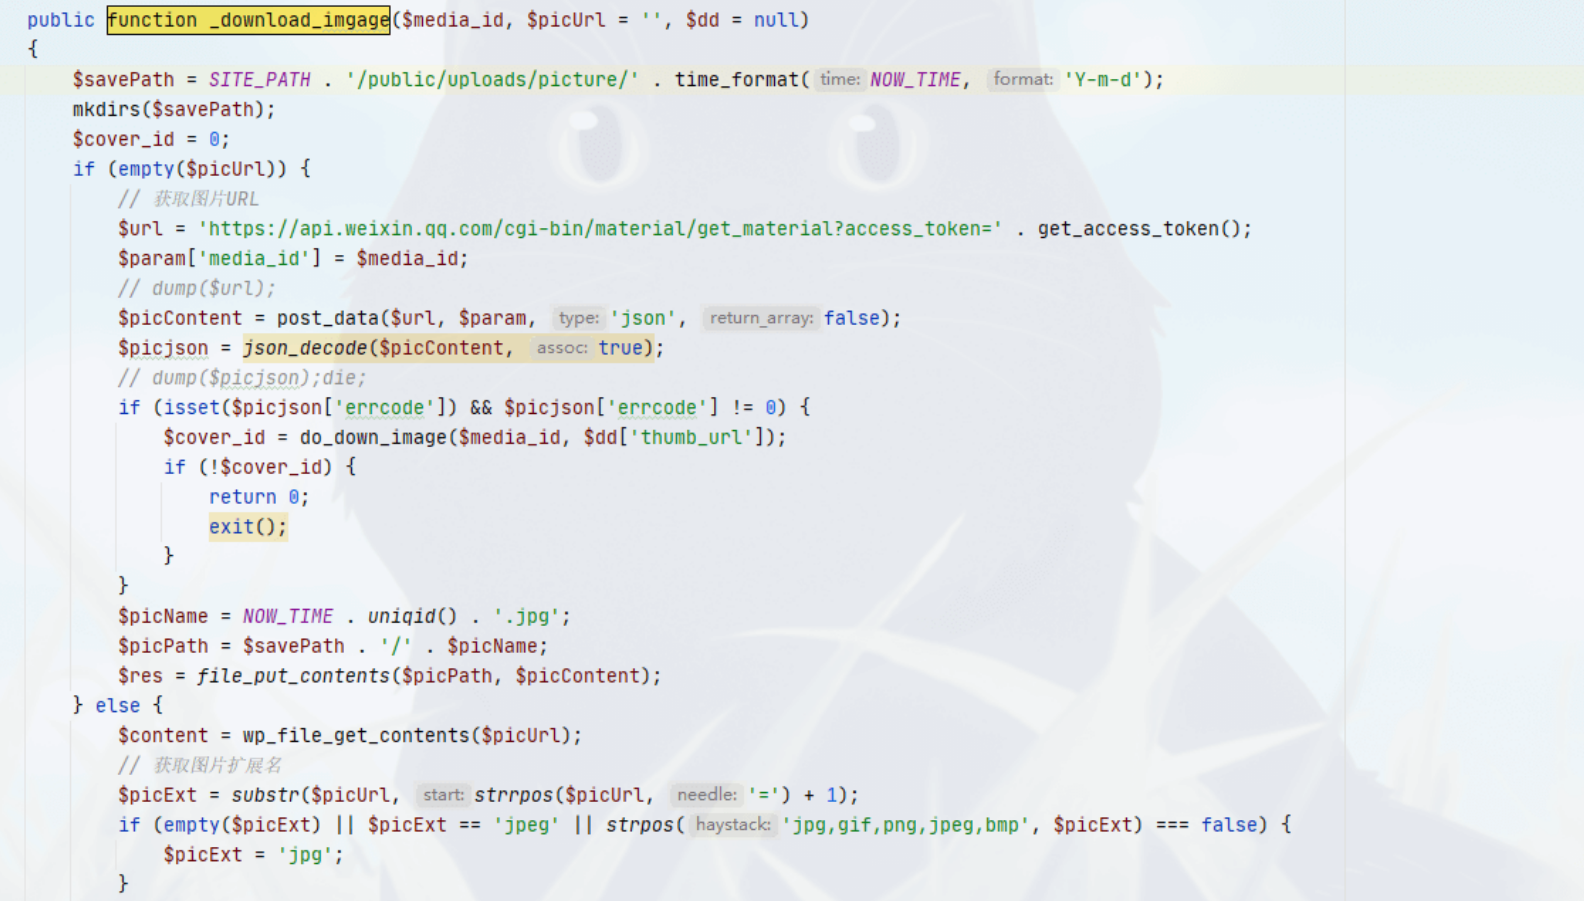 public function _download_imgage($media_id, $picUrl = '', $dd = null)
{
$savePath = SITE_PATH . '/public/uploads/picture/' . time_format( time: NOW_TIME, format: 'Y-m-d');
mkdirs($savePath);
$cover_id = 0;
if (empty($picUrl)) {
// 获取图片URL
$url = 'https://api.weixin.qq.com/cgi-bin/material/get_material?access_token=' . get_access_token();
$param['media_id'] = $media_id;
// dump($url);
$picContent = post_data($url, $param, type: 'json', return_array: false);
$picjson = json_decode($picContent, assoc: true);
// dump($picjson);die;
if (isset($picjson['errcode']) && $picjson['errcode'] != 0) {
$cover_id = do_down_image($media_id, $dd['thumb_url']);
if (!$cover_id) {
return 0;
exit();
}
}
$picName = NOW_TIME . uniqid() . '.jpg';
$picPath = $savePath . '/' . $picName;
$res = file_put_contents($picPath, $picContent);
} else {
$content = wp_file_get_contents($picUrl);
// 获取图片扩展名
$picExt = substr($picUrl, start: strrpos($picUrl, needle: '=') + 1);
if (empty($picExt) || $picExt == 'jpeg' || strpos( haystack: 'jpg,gif,png,jpeg,bmp', $picExt) === false) {
$picExt = 'jpg';
}